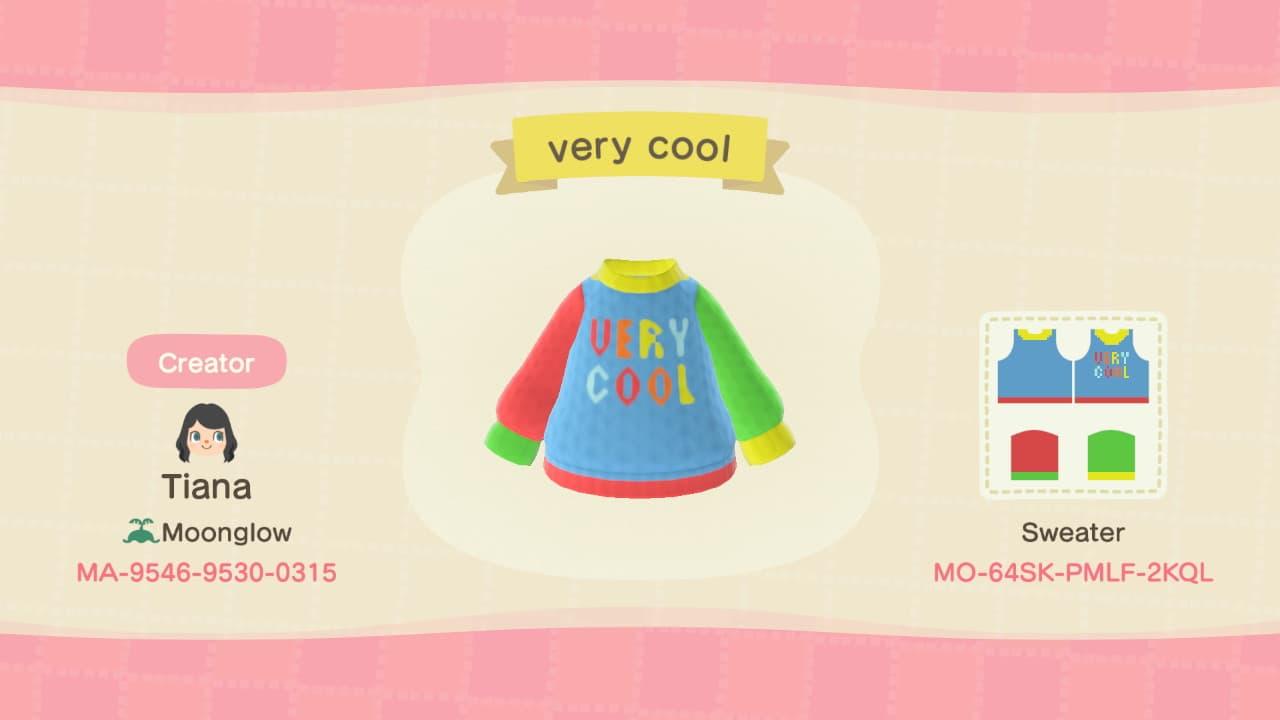 very cool
VERY
COOL
Creator
Tiana
Moonglow
MA-9546-9530-0315
VERY
COOL
Sweater
MO-64SK-PMLF-2KQL